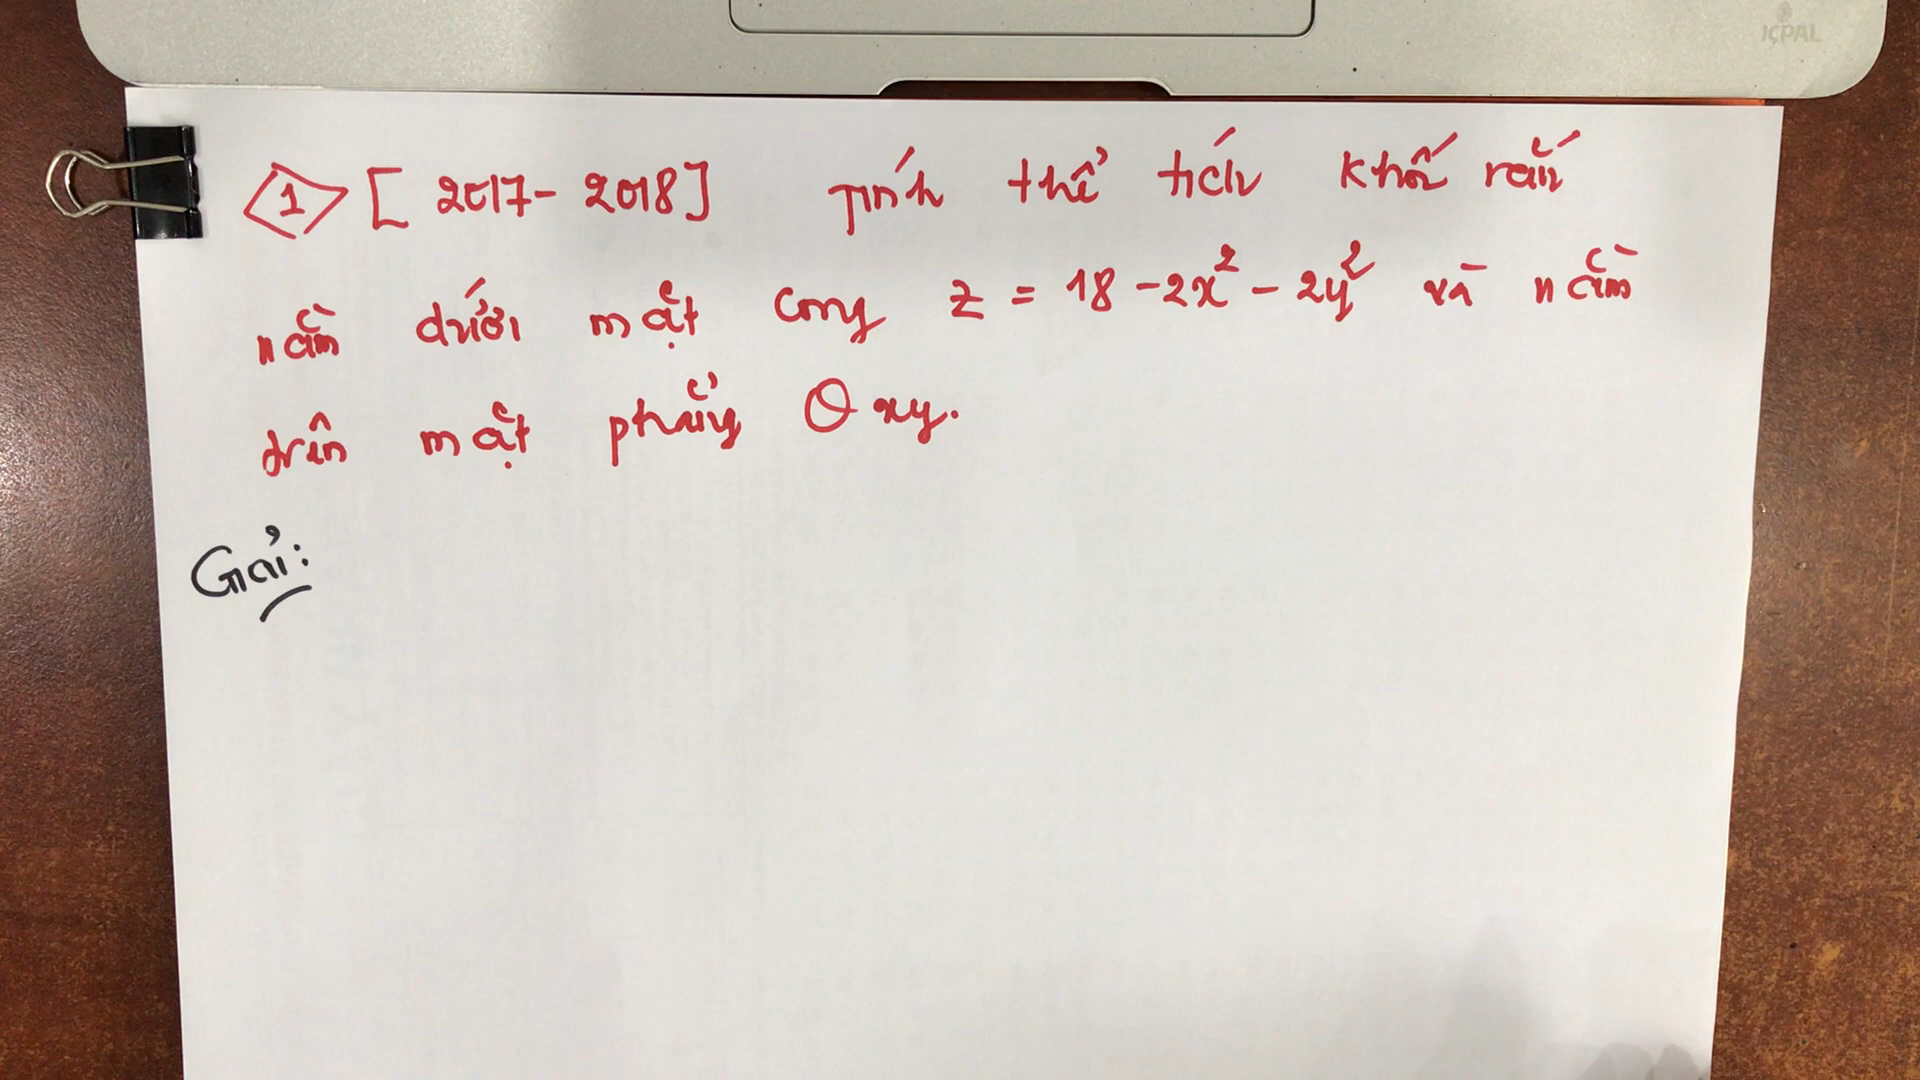 JCPAL
1 [ 2017 - 2018 ] Tính thể tích khối rắn
nằm dưới mặt cong z = 18 - 2x² - 2y² và nằm
trên mặt phẳng Oxy.
Giải: